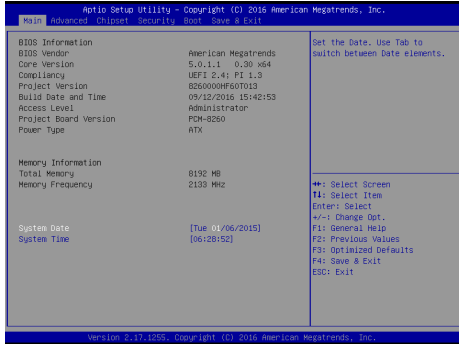 Aptio Setup Utility – Copyright (C) 2016 American Megatrends, Inc.
Main Advanced Chipset Security Boot Save & Exit
BIOS Information
BIOS Vendor American Megatrends
Core Version 5.0.1.1 0.30 x64
Compliancy UEFI 2.4; PI 1.3
Project Version 8260000HF60T013
Build Date and Time 09/12/2016 15:42:53
Access Level Administrator
Project Board Version PCM-8260
Power Type ATX
Memory Information
Total Memory 8192 MB
Memory Frequency 2133 MHz
System Date [Tue 01/06/2015]
System Time [06:28:52]
Set the Date. Use Tab to
switch between Date elements.
→←: Select Screen
↑↓: Select Item
Enter: Select
+/-: Change Opt.
F1: General Help
F2: Previous Values
F3: Optimized Defaults
F4: Save & Exit
ESC: Exit
Version 2.17.1255. Copyright (C) 2016 American Megatrends, Inc.